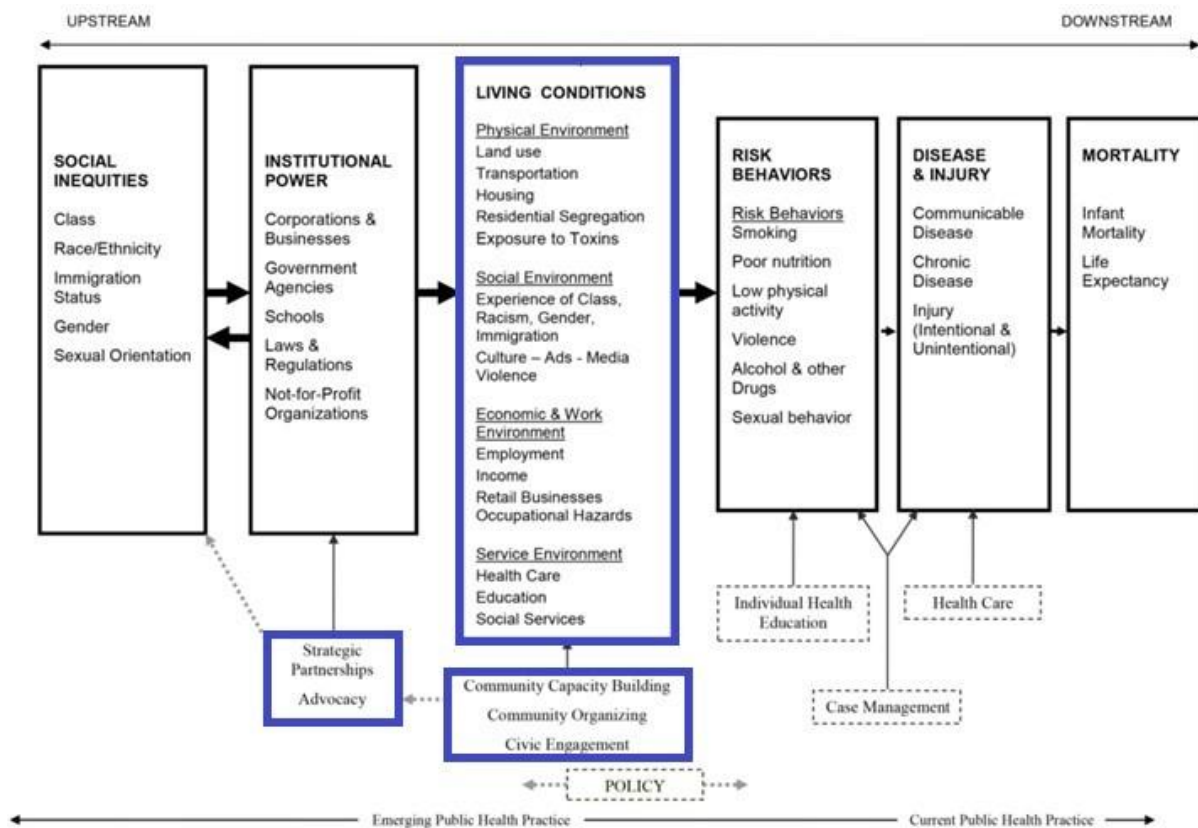 UPSTREAM
DOWNSTREAM
SOCIAL
INEQUITIES
Class
Race/Ethnicity
Immigration
Status
Gender
Sexual Orientation
INSTITUTIONAL
POWER
Corporations &
Businesses
Government
Agencies
Schools
Laws &
Regulations
Not-for-Profit
Organizations
LIVING CONDITIONS
Physical Environment
Land use
Transportation
Housing
Residential Segregation
Exposure to Toxins
Social Environment
Experience of Class,
Racism, Gender,
Immigration
Culture – Ads - Media
Violence
Economic & Work
Environment
Employment
Income
Retail Businesses
Occupational Hazards
Service Environment
Health Care
Education
Social Services
RISK
BEHAVIORS
Risk Behaviors
Smoking
Poor nutrition
Low physical
activity
Violence
Alcohol & other
Drugs
Sexual behavior
DISEASE
& INJURY
Communicable
Disease
Chronic
Disease
Injury
(Intentional &
Unintentional)
MORTALITY
Infant
Mortality
Life
Expectancy
Strategic
Partnerships
Advocacy
Community Capacity Building
Community Organizing
Civic Engagement
Individual Health
Education
Health Care
Case Management
POLICY
Emerging Public Health Practice
Current Public Health Practice